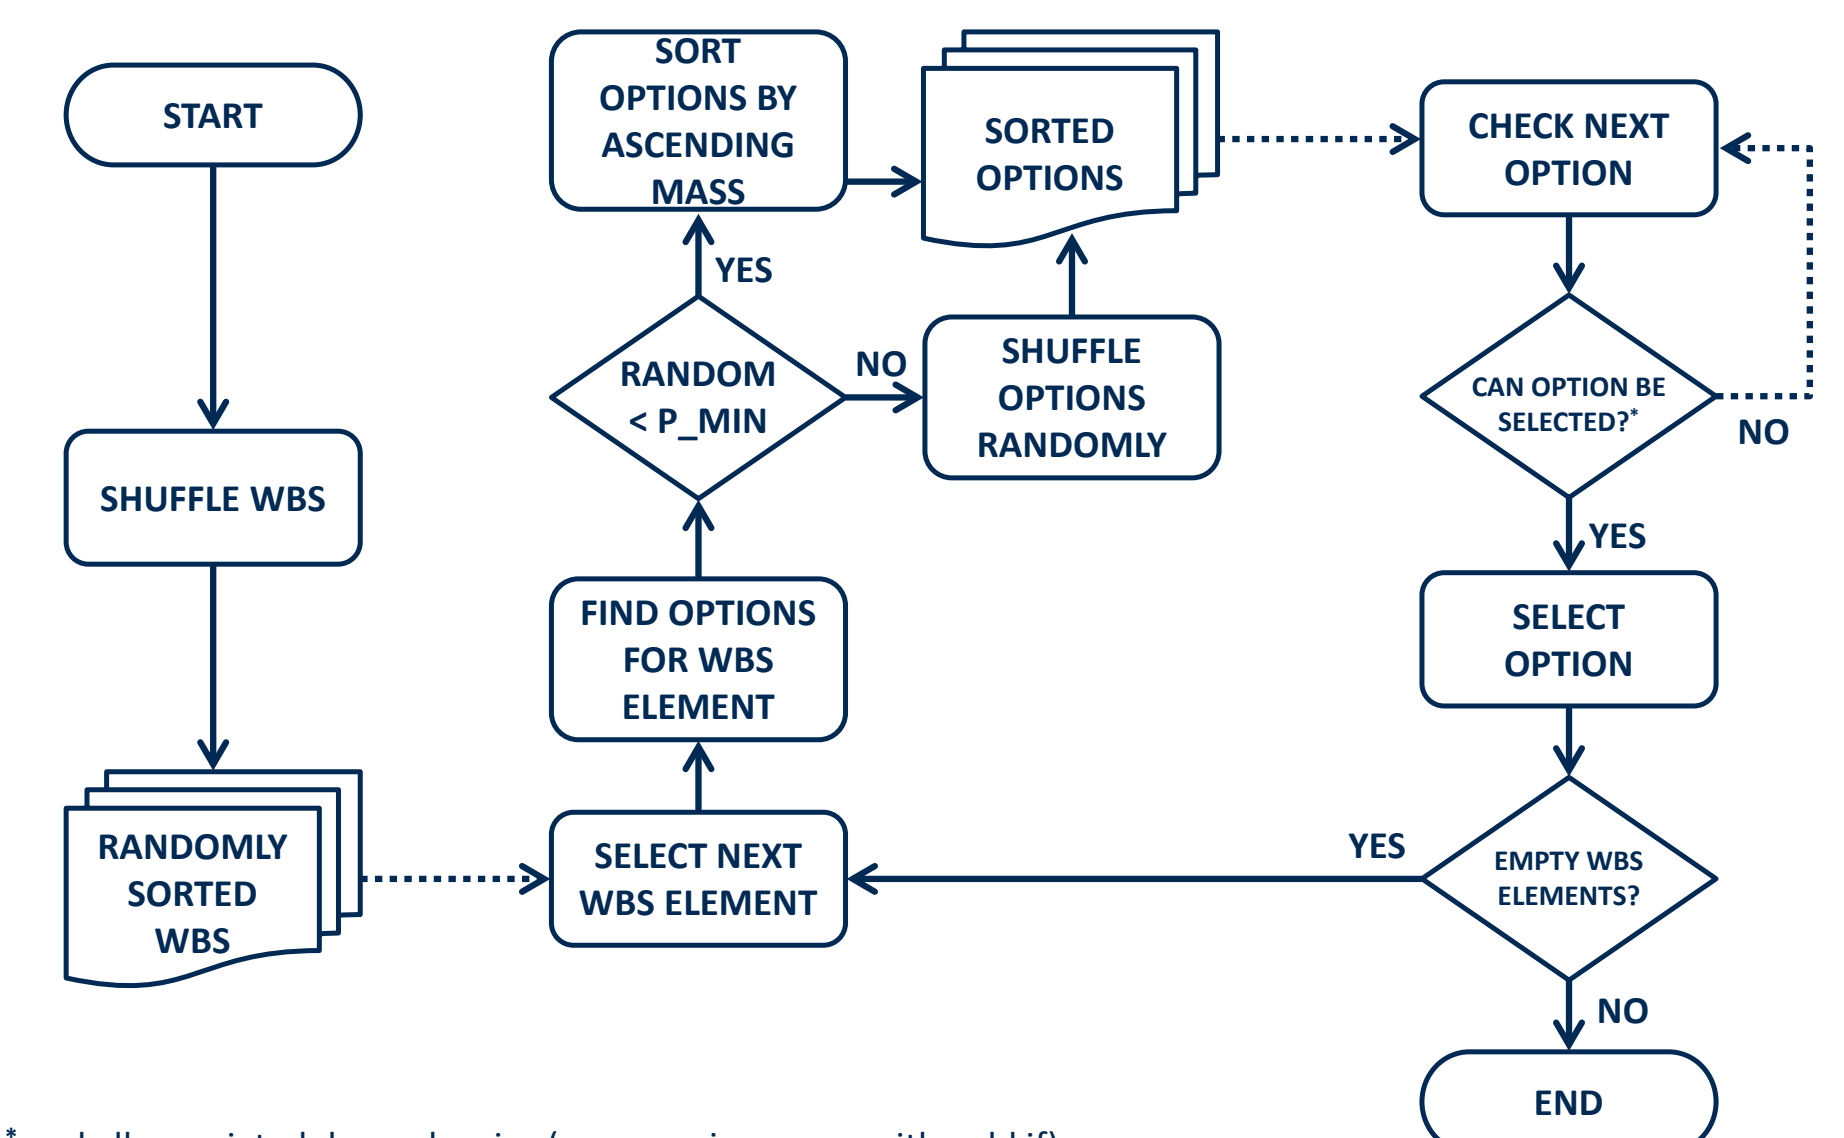 START
SHUFFLE WBS
RANDOMLY
SORTED
WBS
SELECT NEXT
WBS ELEMENT
FIND OPTIONS
FOR WBS
ELEMENT
RANDOM
< P_MIN
YES
NO
SORT
OPTIONS BY
ASCENDING
MASS
SHUFFLE
OPTIONS
RANDOMLY
SORTED
OPTIONS
CHECK NEXT
OPTION
CAN OPTION BE
SELECTED?*
NO
YES
SELECT
OPTION
EMPTY WBS
ELEMENTS?
YES
NO
END
*